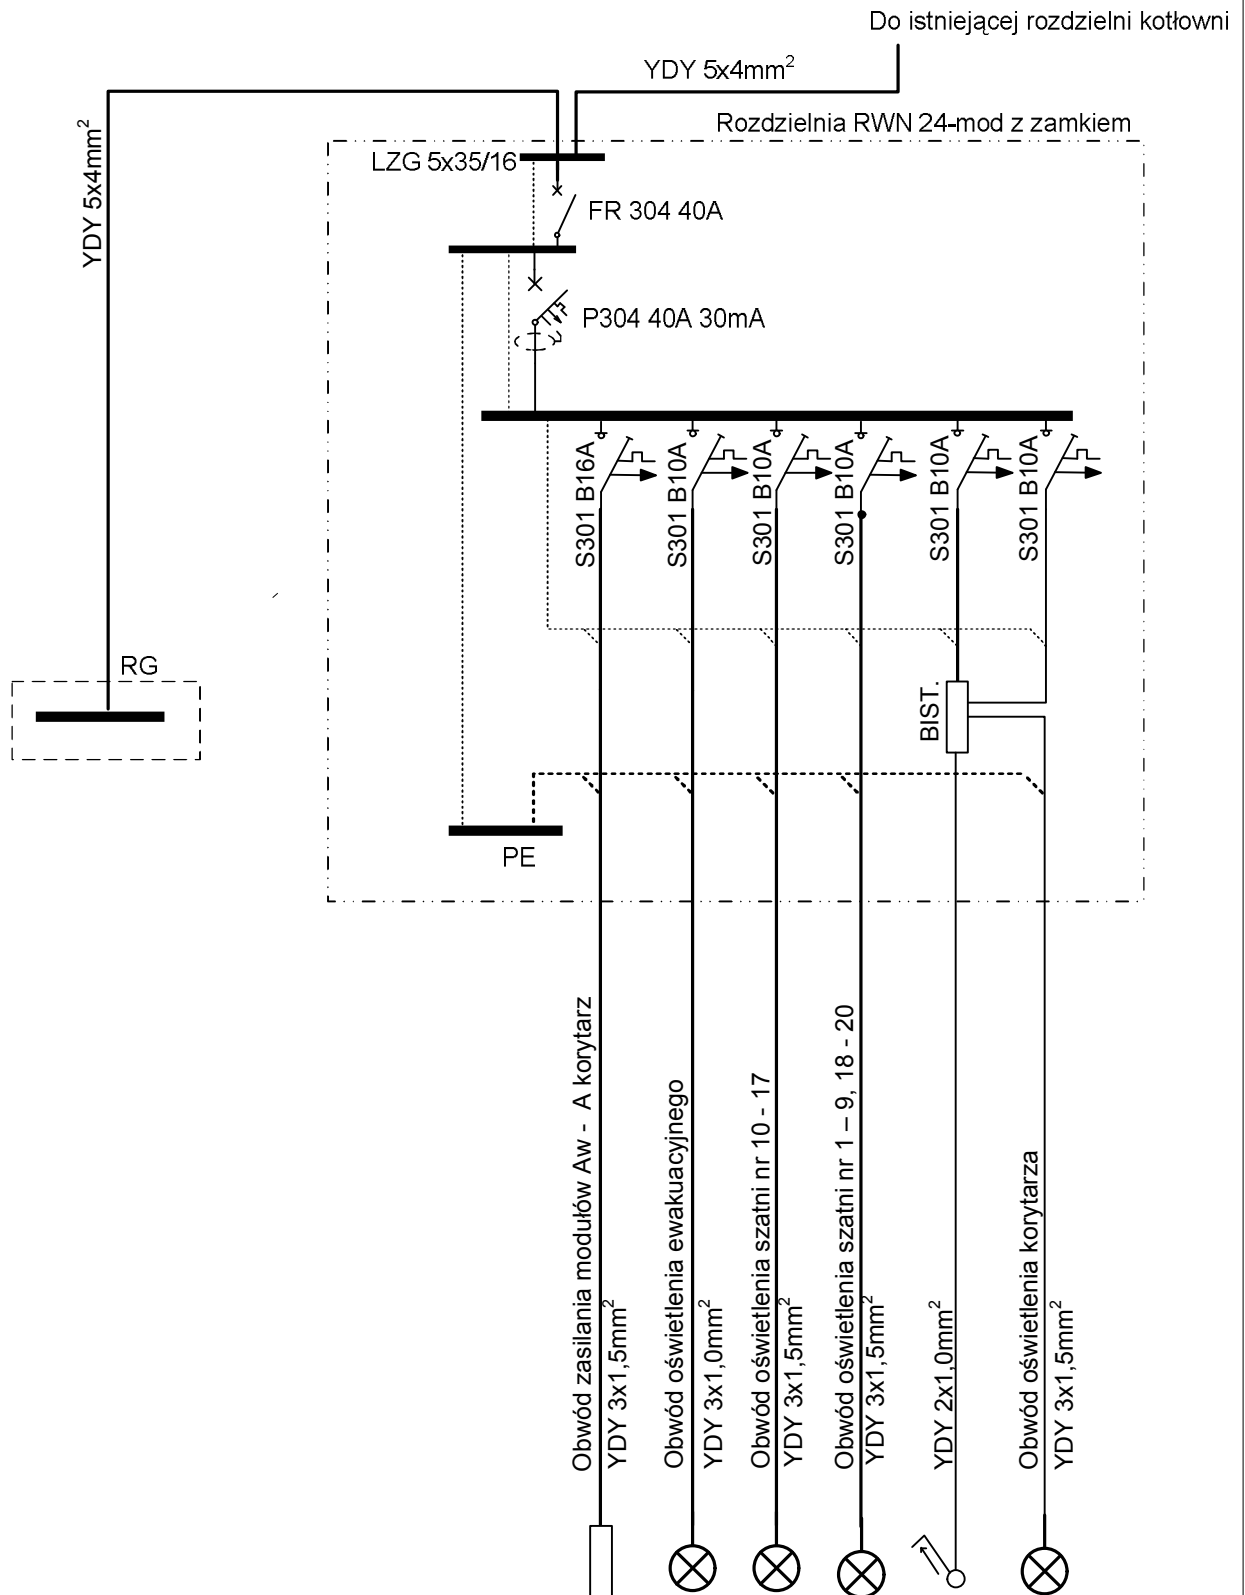 Do istniejącej rozdzielni kotłowni
YDY 5x4mm²
YDY 5x4mm²
Rozdzielnia RWN 24-mod z zamkiem
LZG 5x35/16
FR 304 40A
P304 40A 30mA
S301 B16A
S301 B10A
S301 B10A
S301 B10A
S301 B10A
S301 B10A
RG
BIST.
PE
Obwód zasilania modułów Aw - A korytarz
YDY 3x1,5mm²
Obwód oświetlenia ewakuacyjnego
YDY 3x1,0mm²
Obwód oświetlenia szatni nr 10 - 17
YDY 3x1,5mm²
Obwód oświetlenia szatni nr 1 – 9, 18 - 20
YDY 3x1,5mm²
YDY 2x1,0mm²
Obwód oświetlenia korytarza
YDY 3x1,5mm²